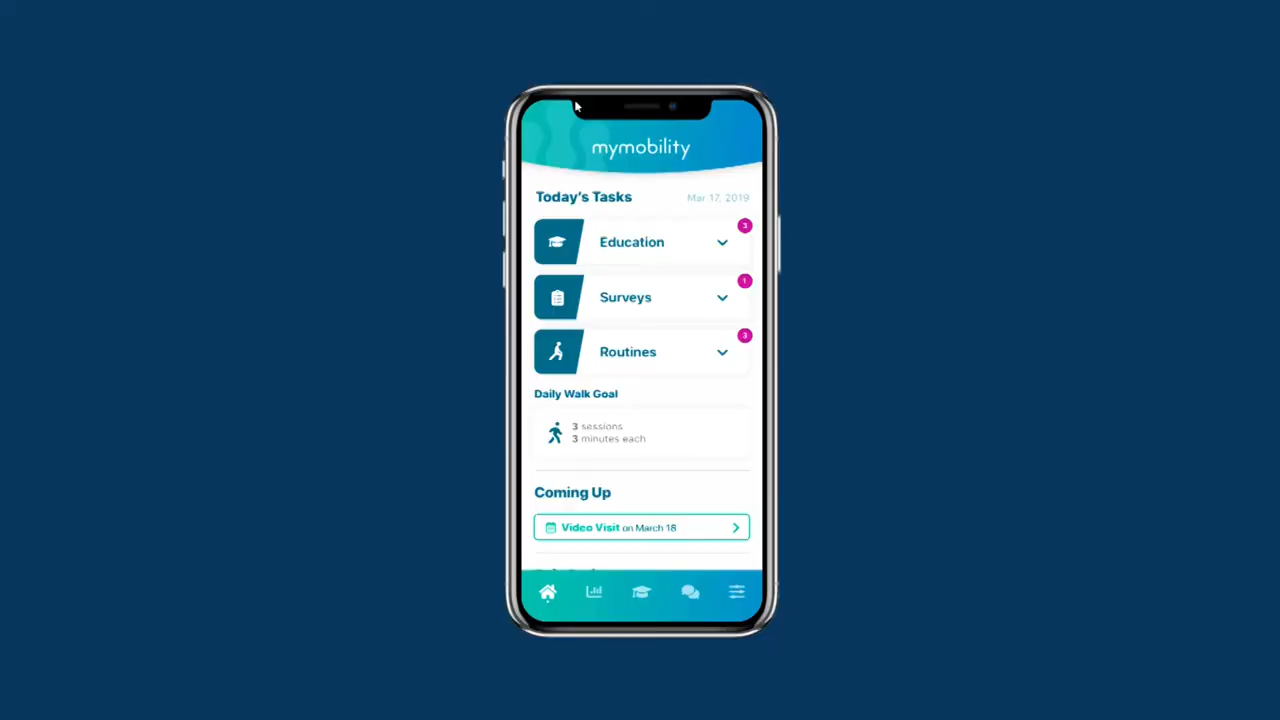 mymobility
Today's Tasks
Mar 17, 2019
3
Education
1
Surveys
3
Routines
Daily Walk Goal
3 sessions
3 minutes each
Coming Up
Video Visit on March 18